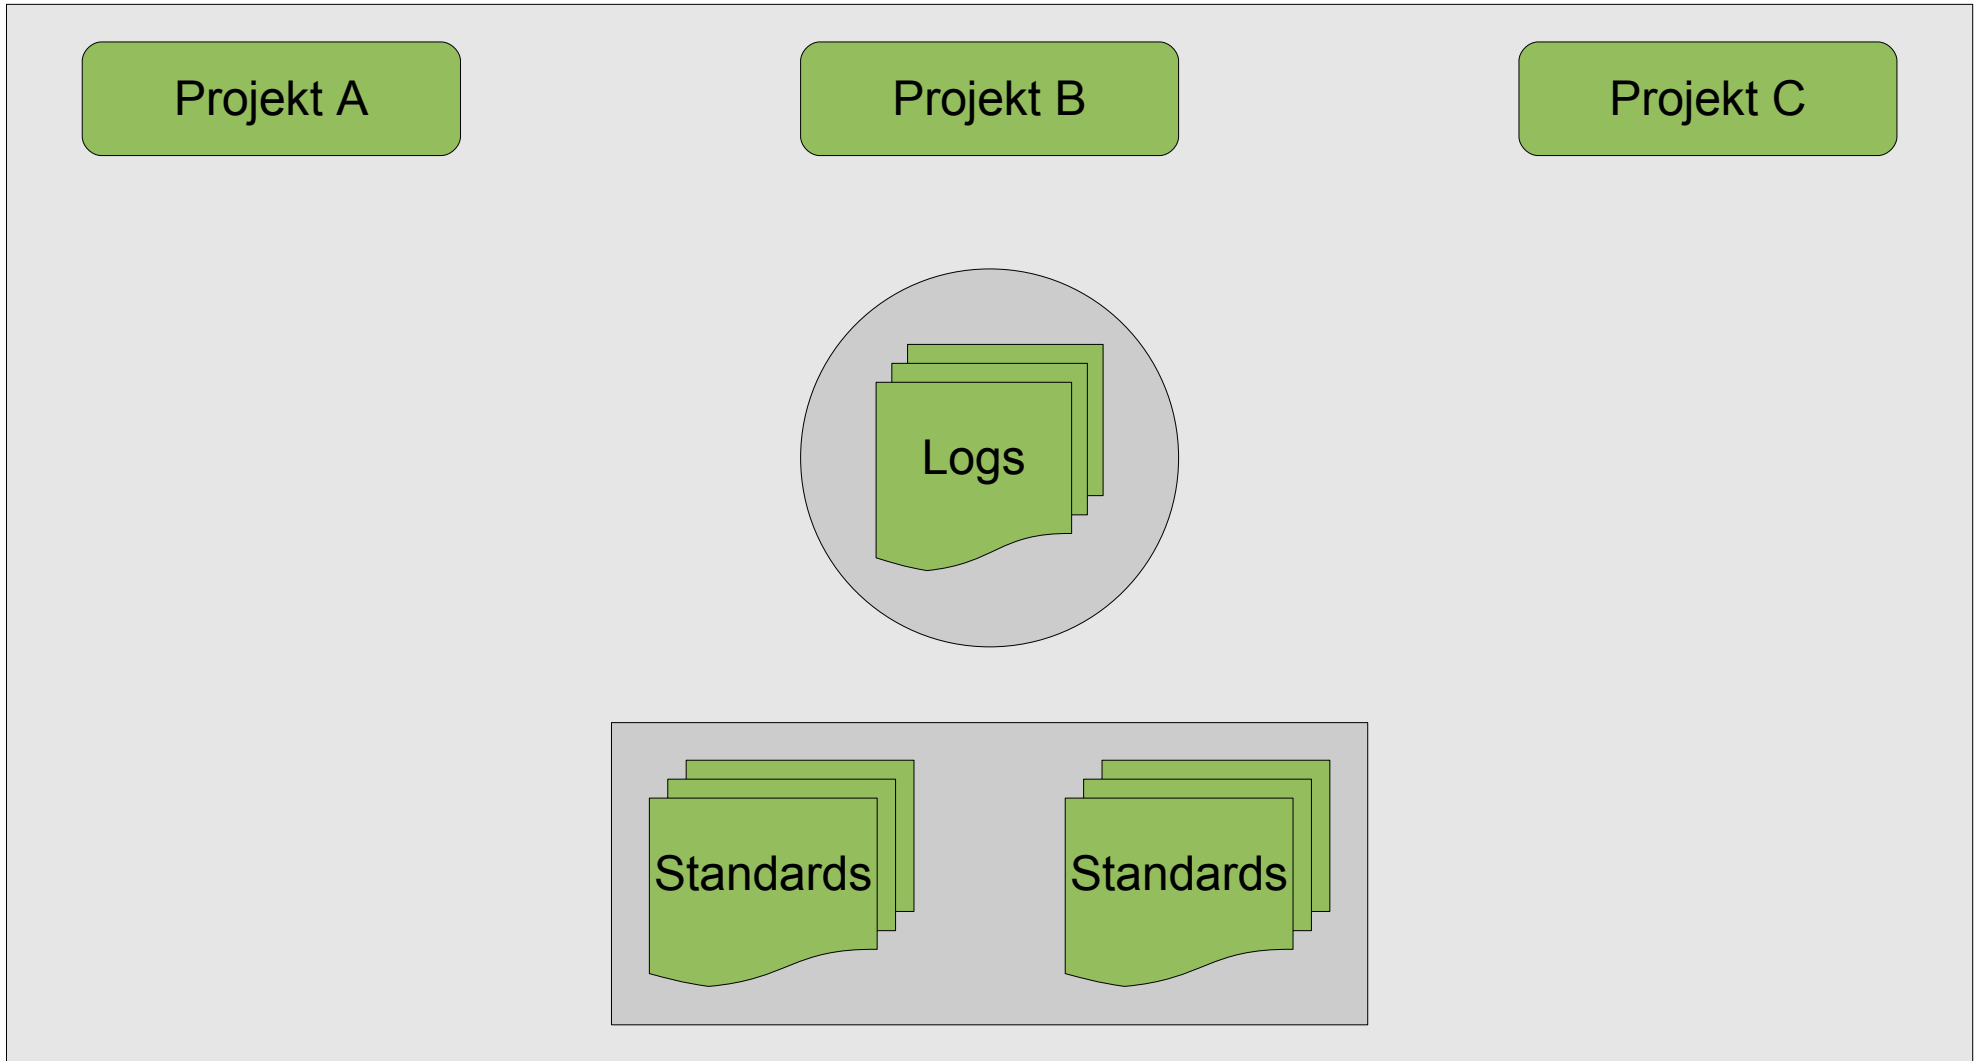 Projekt A
Projekt B
Projekt C
Logs
Standards
Standards